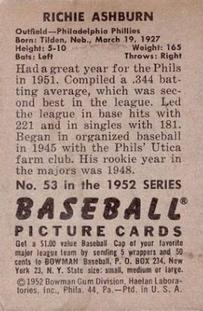 RICHIE ASHBURN
Outfield—Philadelphia Phillies
Born: Tilden, Neb., March 19, 1927
Height: 5-10 Weight: 165
Bats: Left Throws: Right
Had a great year for the Phils
in 1951. Compiled a .344 bat-
ting average, which was second
best in the league. Led
the league in base hits with
221 and in singles with 181.
Began in organized baseball
in 1945 with the Phils' Utica
farm club. His rookie year in
the majors was 1948.
No. 53 in the 1952 SERIES
BASEBALL®
PICTURE CARDS
Get a $1.00 value Baseball Cap of your favorite
major league team by sending 5 wrappers and 50
cents to BOWMAN Baseball, P. O. BOX 234, New
York 23, N. Y. State size: small, medium or large.
©1952 Bowman Gum Division, Haelan Labora-
tories, Inc., Phila. 44, Pa.—Ptd. in U. S. A.